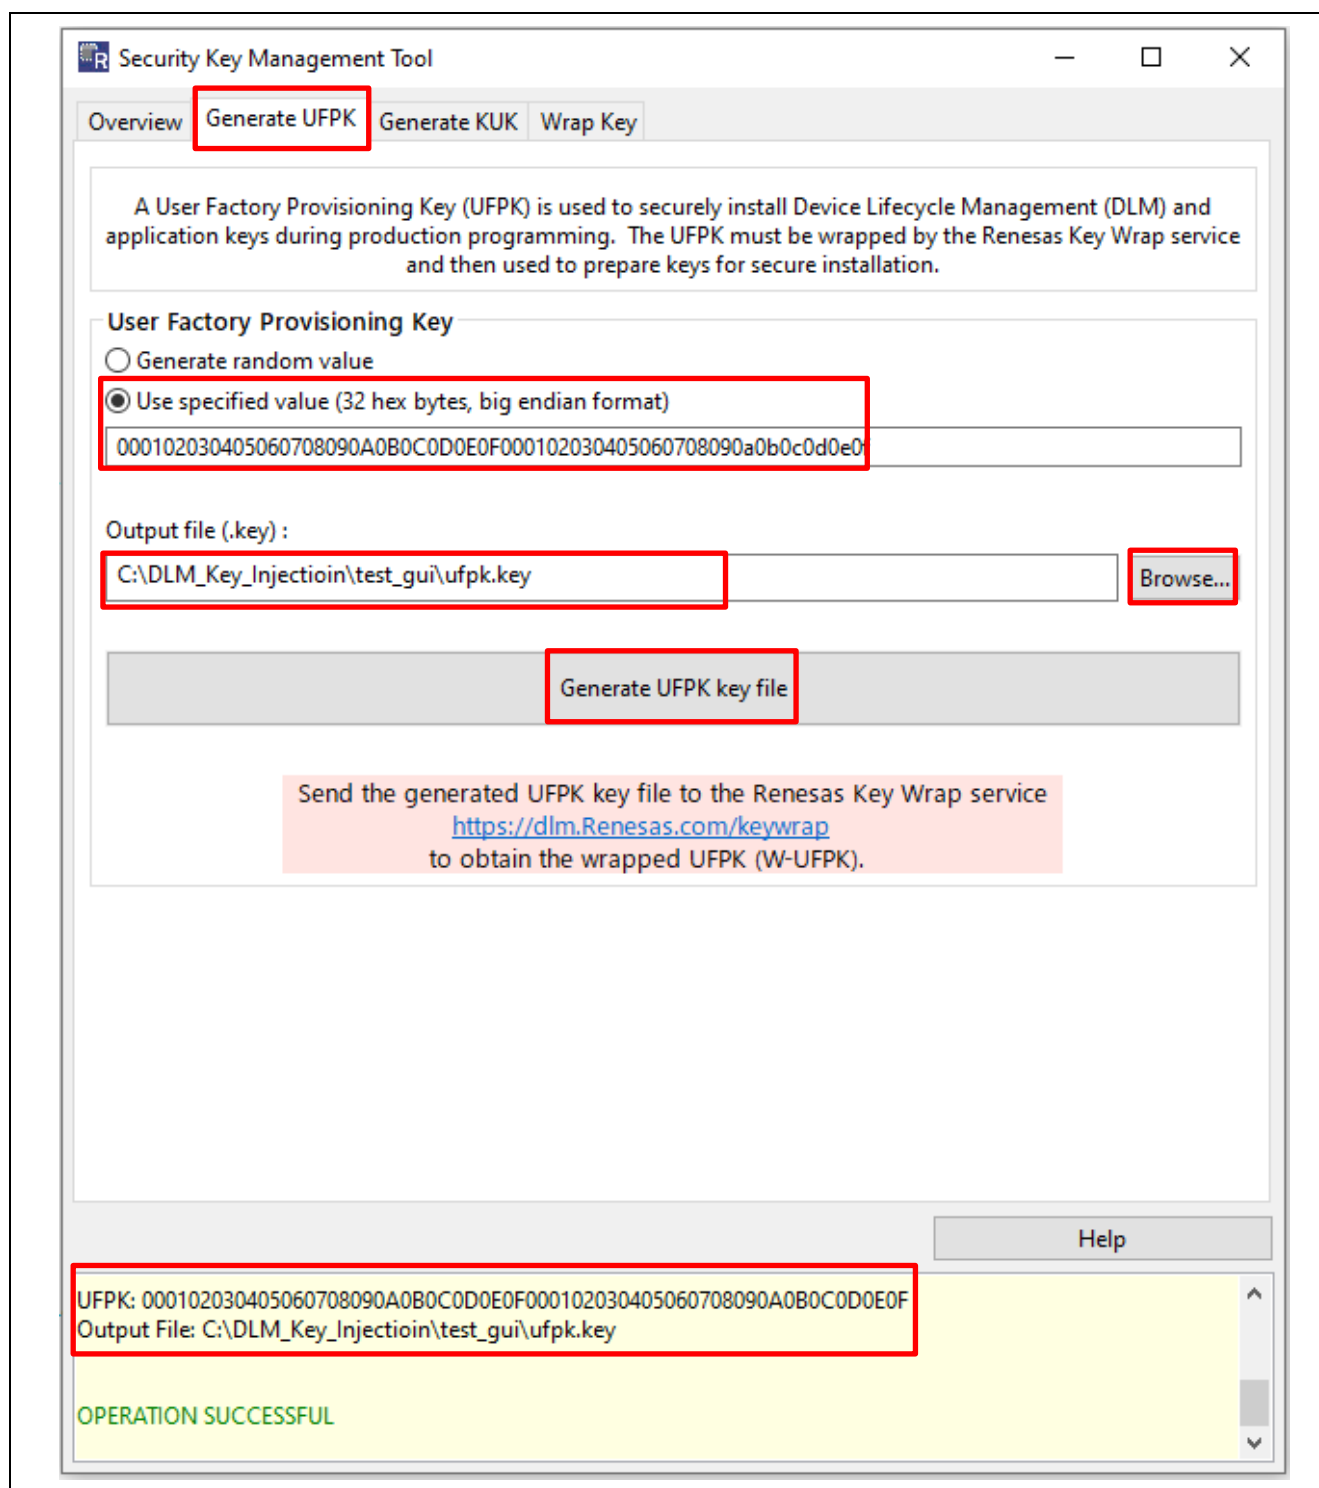 Security Key Management Tool
Overview Generate UFPK Generate KUK Wrap Key
A User Factory Provisioning Key (UFPK) is used to securely install Device Lifecycle Management (DLM) and
application keys during production programming. The UFPK must be wrapped by the Renesas Key Wrap service
and then used to prepare keys for secure installation.
User Factory Provisioning Key
Generate random value
Use specified value (32 hex bytes, big endian format)
000102030405060708090A0B0C0D0E0F000102030405060708090a0b0c0d0e0f
Output file (.key) :
C:\DLM_Key_Injectioin\test_gui\ufpk.key
Browse...
Generate UFPK key file
Send the generated UFPK key file to the Renesas Key Wrap service
https://dlm.Renesas.com/keywrap
to obtain the wrapped UFPK (W-UFPK).
Help
UFPK: 000102030405060708090A0B0C0D0E0F000102030405060708090A0B0C0D0E0F
Output File: C:\DLM_Key_Injectioin\test_gui\ufpk.key
OPERATION SUCCESSFUL